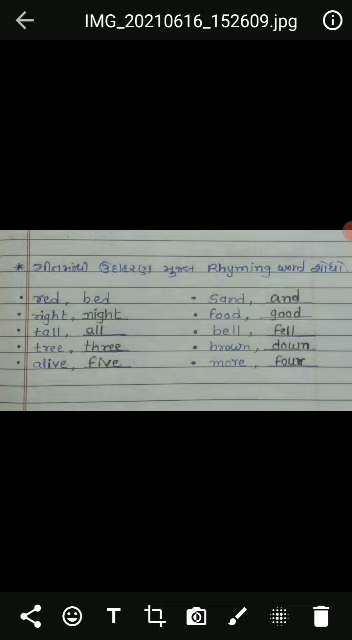 IMG_20210616_152609.jpg
* ગીતમાંથી ઉદાહરણ મુજબ Rhyming word શોધો.
• red, bed • sand, and
• right, night • food, good
• tall, all • bell, fell
• tree, three • brown, down
• alive, five • more, four
T